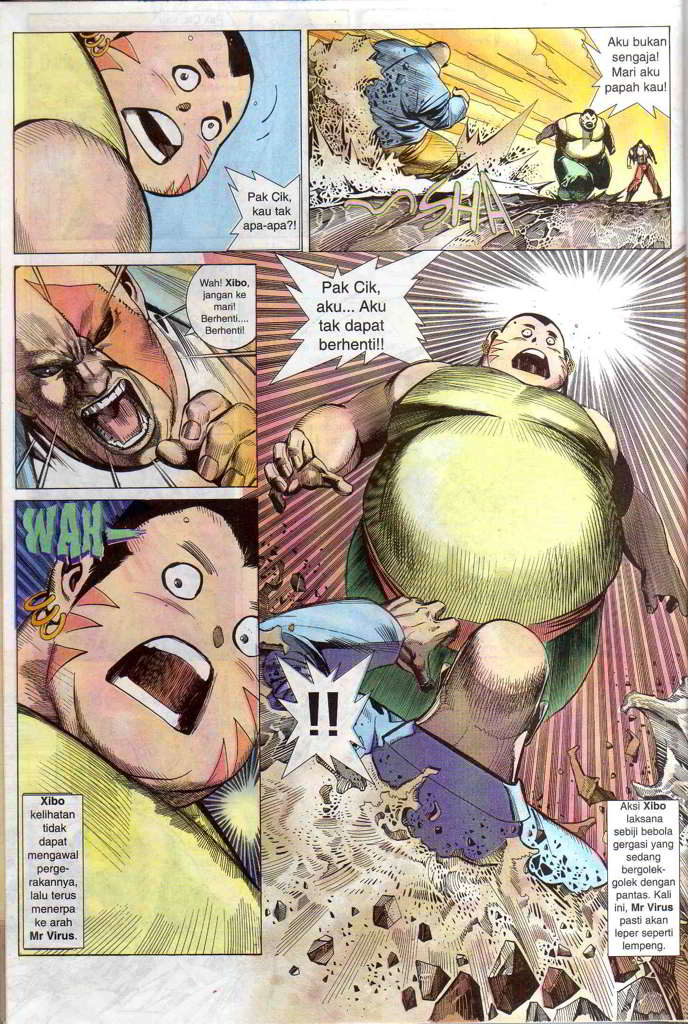 Pak Cik,
kau tak
apa-apa?!
Aku bukan
sengaja!
Mari aku
papah kau!
SHA
Wah! Xibo,
jangan ke
mari!
Berhenti....
Berhenti!
Pak Cik,
aku... Aku
tak dapat
berhenti!!
WAH
!!
Xibo
kelihatan
tidak
dapat
mengawal
perge-
rakannya,
lalu terus
menerpa
ke arah
Mr Virus.
Aksi Xibo
laksana
sebiji bebola
gergasi yang
sedang
bergolek-
golek dengan
pantas. Kali
ini, Mr Virus
pasti akan
leper seperti
lempeng.